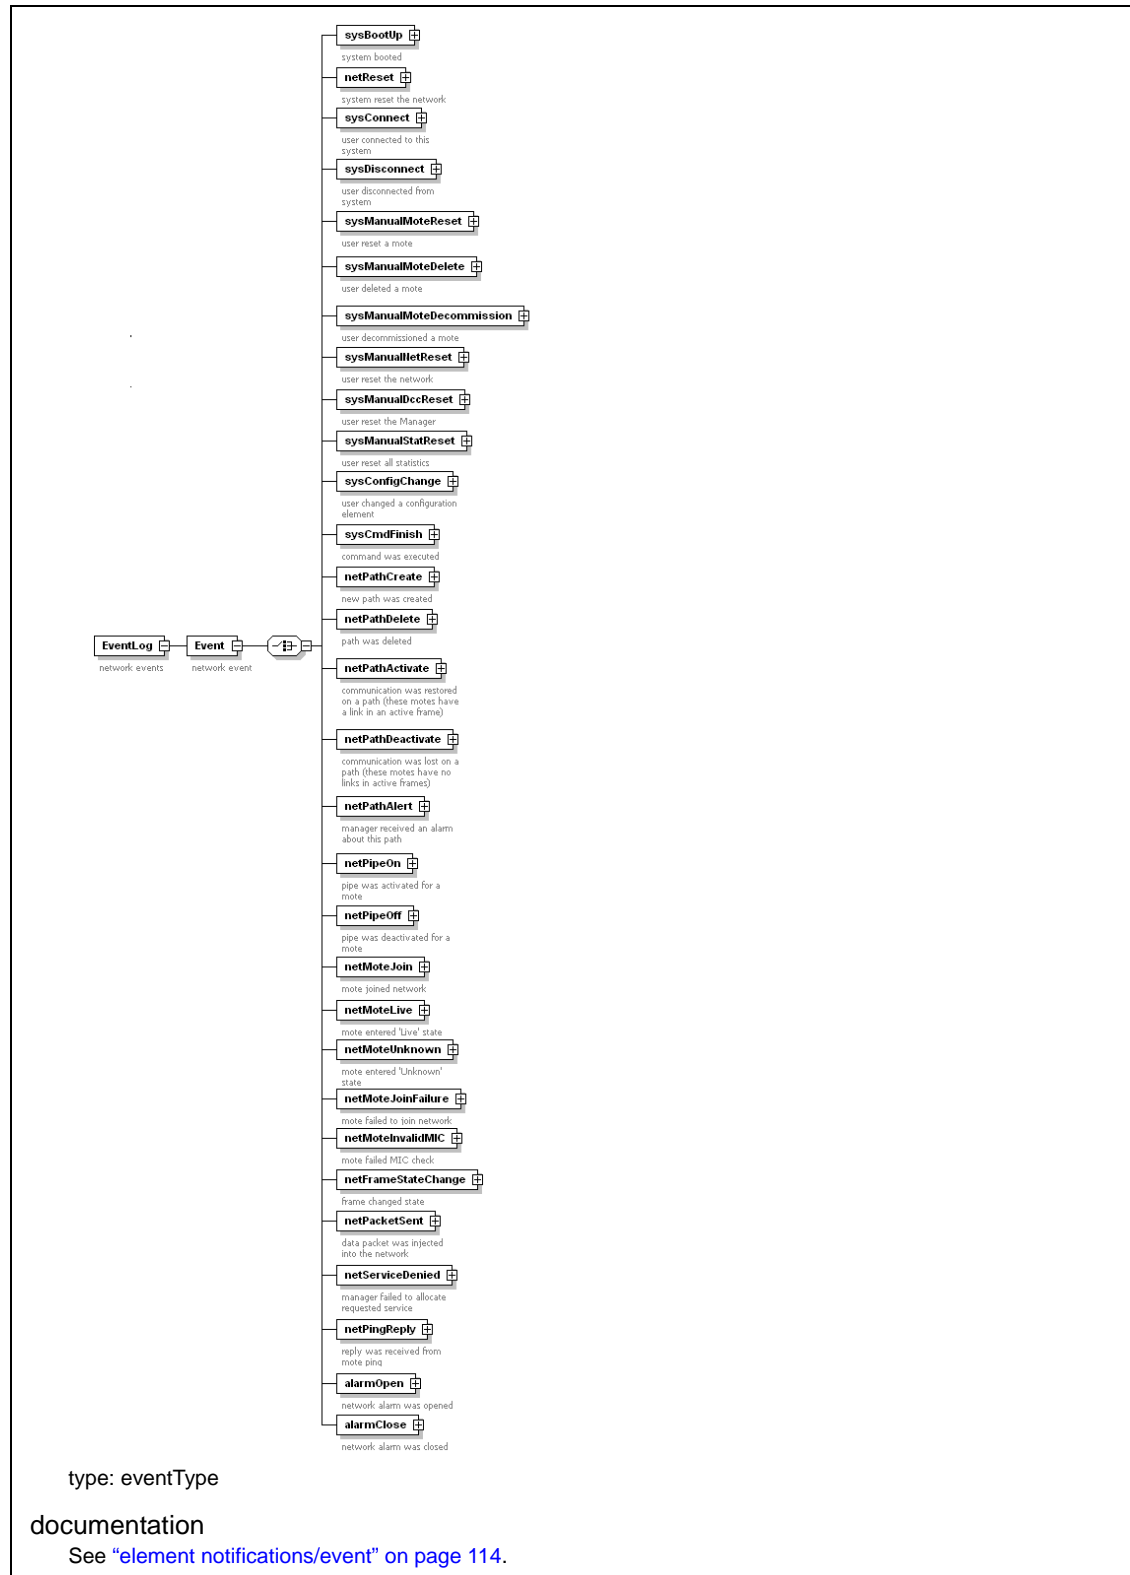 sysBootUp
system booted
netReset
system reset the network
sysConnect
user connected to this
system
sysDisconnect
user disconnected from
system
sysManualMoteReset
user reset a mote
sysManualMoteDelete
user deleted a mote
sysManualMoteDecommission
user decommissioned a mote
sysManualNetReset
user reset the network
sysManualDccReset
user reset the Manager
sysManualStatReset
user reset all statistics
sysConfigChange
user changed a configuration
element
sysCmdFinish
command was executed
netPathCreate
new path was created
netPathDelete
path was deleted
EventLog
network events
Event
network event
netPathActivate
communication was restored
on a path (these motes have
a link in an active frame)
netPathDeactivate
communication was lost on a
path (these motes have no
links in active frames)
netPathAlert
manager received an alarm
about this path
netPipeOn
pipe was activated for a
mote
netPipeOff
pipe was deactivated for a
mote
netMoteJoin
mote joined network
netMoteLive
mote entered 'Live' state
netMoteUnknown
mote entered 'Unknown'
state
netMoteJoinFailure
mote failed to join network
netMoteInvalidMIC
mote failed MIC check
netFrameStateChange
frame changed state
netPacketSent
data packet was injected
into the network
netServiceDenied
manager failed to allocate
requested service
netPingReply
reply was received from
mote ping
alarmOpen
network alarm was opened
alarmClose
network alarm was closed
type: eventType
documentation
See “element notifications/event” on page 114.